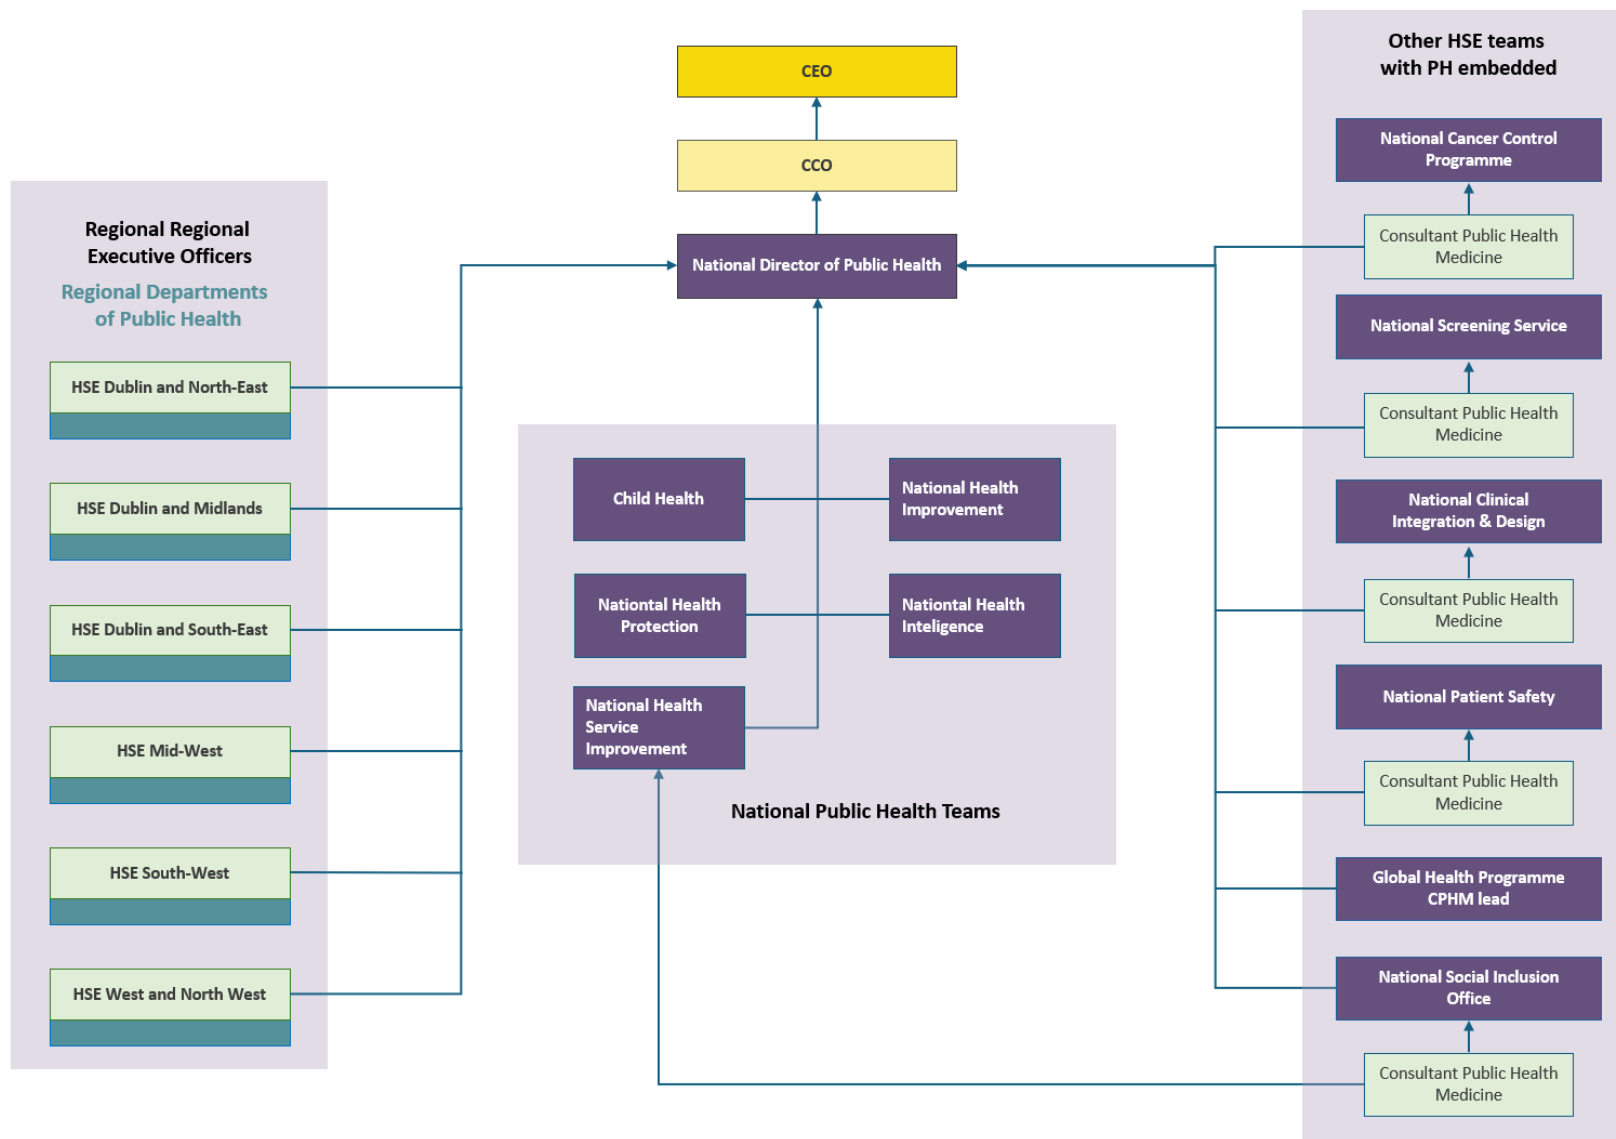 CEO
CCO
National Director of Public Health
Regional Regional
Executive Officers
Regional Departments
of Public Health
HSE Dublin and North-East
HSE Dublin and Midlands
HSE Dublin and South-East
HSE Mid-West
HSE South-West
HSE West and North West
Child Health
National Health
Improvement
Nationtal Health
Protection
Nationtal Health
Inteligence
National Health
Service
Improvement
National Public Health Teams
Other HSE teams
with PH embedded
National Cancer Control
Programme
Consultant Public Health
Medicine
National Screening Service
Consultant Public Health
Medicine
National Clinical
Integration & Design
Consultant Public Health
Medicine
National Patient Safety
Consultant Public Health
Medicine
Global Health Programme
CPHM lead
National Social Inclusion
Office
Consultant Public Health
Medicine